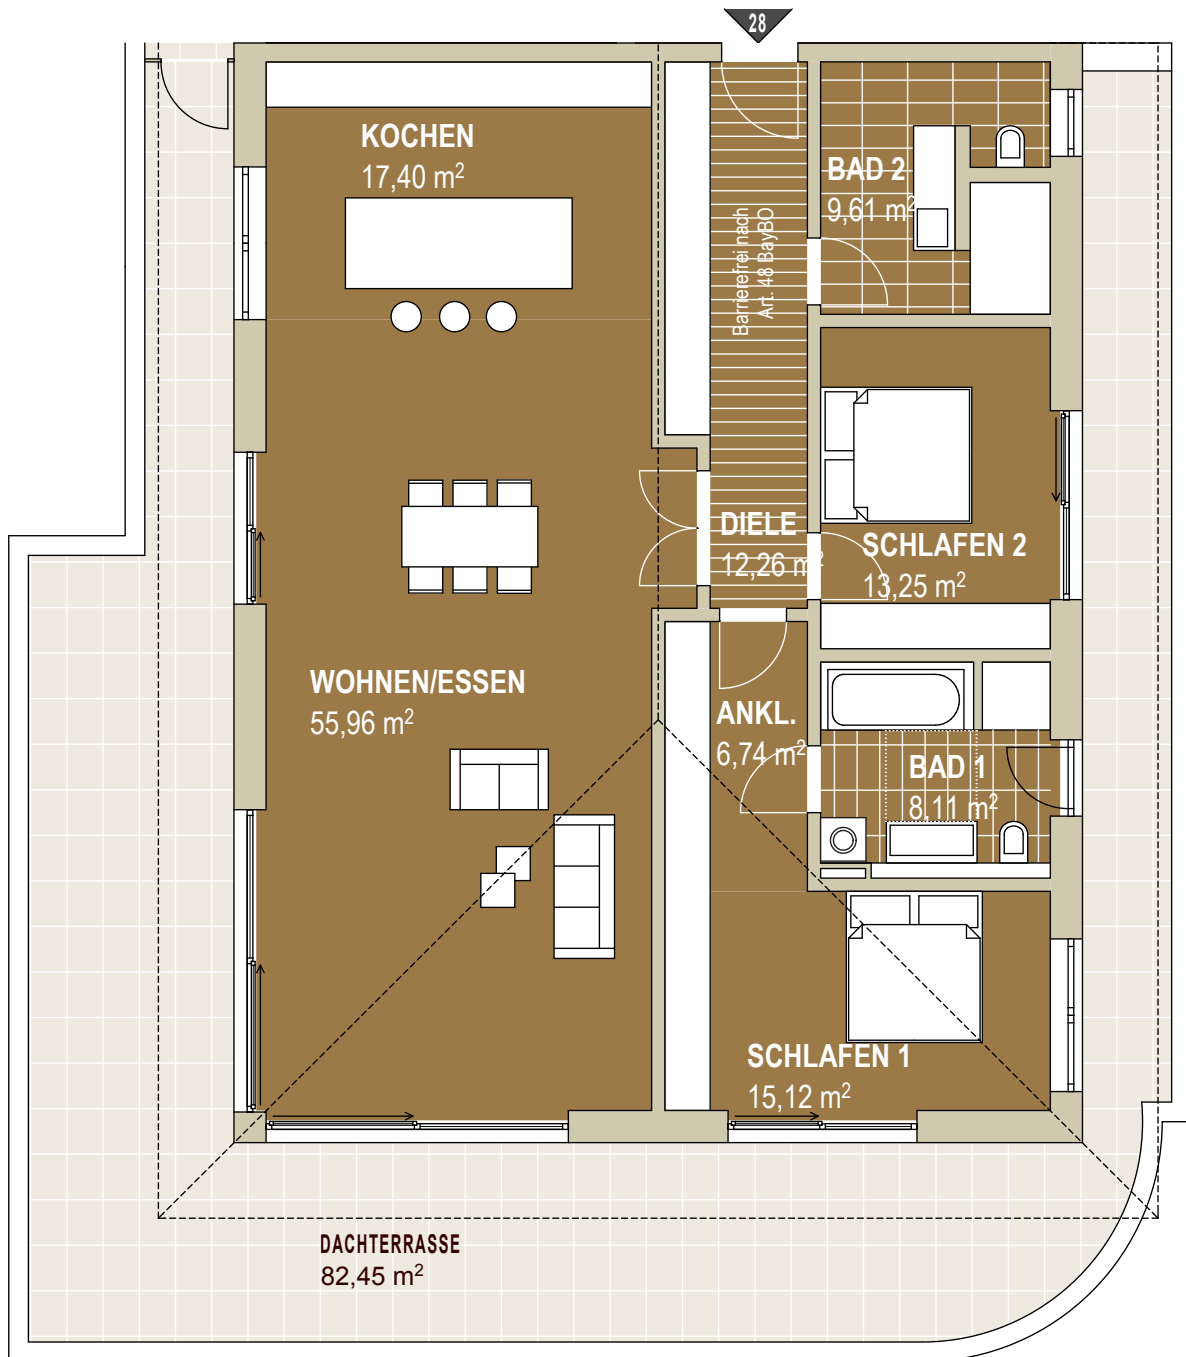 28
KOCHEN
17,40 m²
BAD 2
9,61 m²
Barrierefrei nach
Art. 48 BayBO
DIELE
12,26 m²
SCHLAFEN 2
13,25 m²
WOHNEN/ESSEN
55,96 m²
ANKL.
6,74 m²
BAD 1
8,11 m²
SCHLAFEN 1
15,12 m²
DACHTERRASSE
82,45 m²